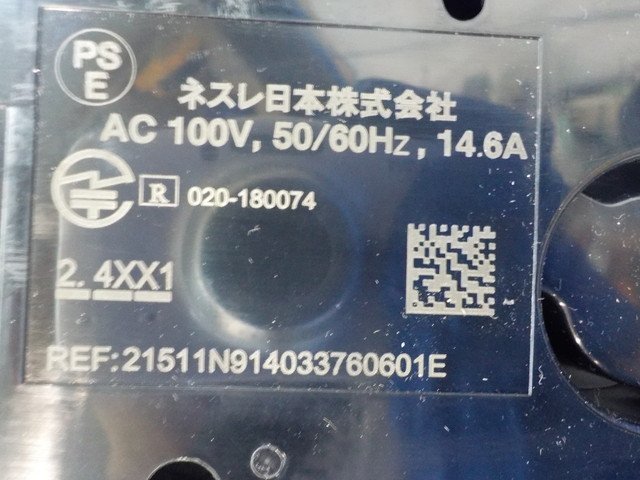 PS
E
ネスレ日本株式会社
AC 100V, 50/60Hz, 14.6A
R 020-180074
2.4XX1
REF:21511N914033760601E